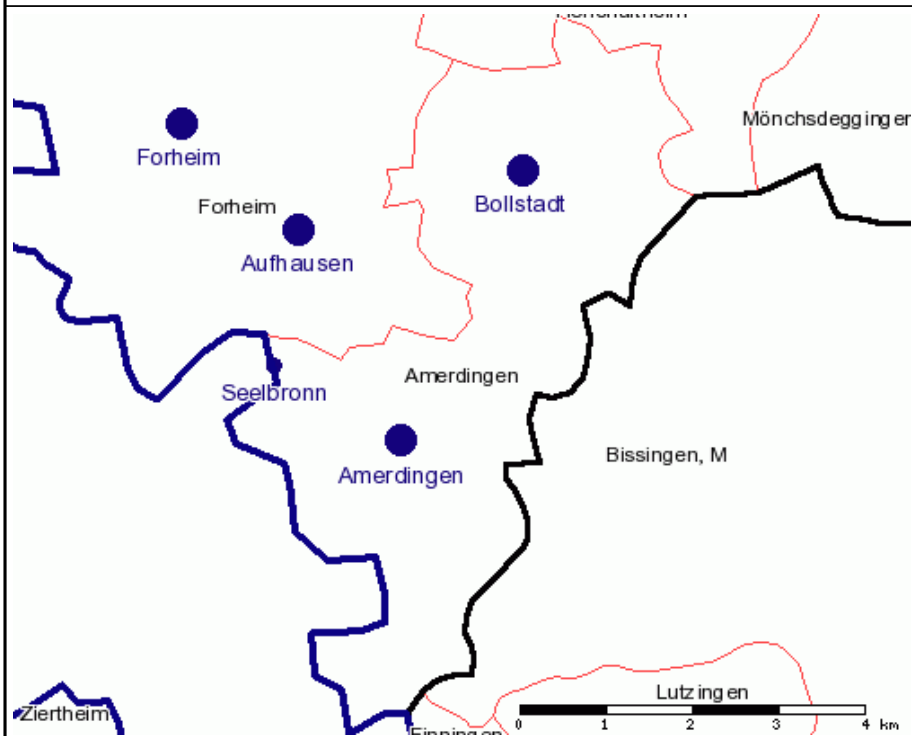 Mönchsdegginger
Forheim
Forheim
Bollstadt
Aufhausen
Amerdingen
Seelbronn
Amerdingen
Bissingen, M
Lutzingen
Ziertheim
0 1 2 3 4 km